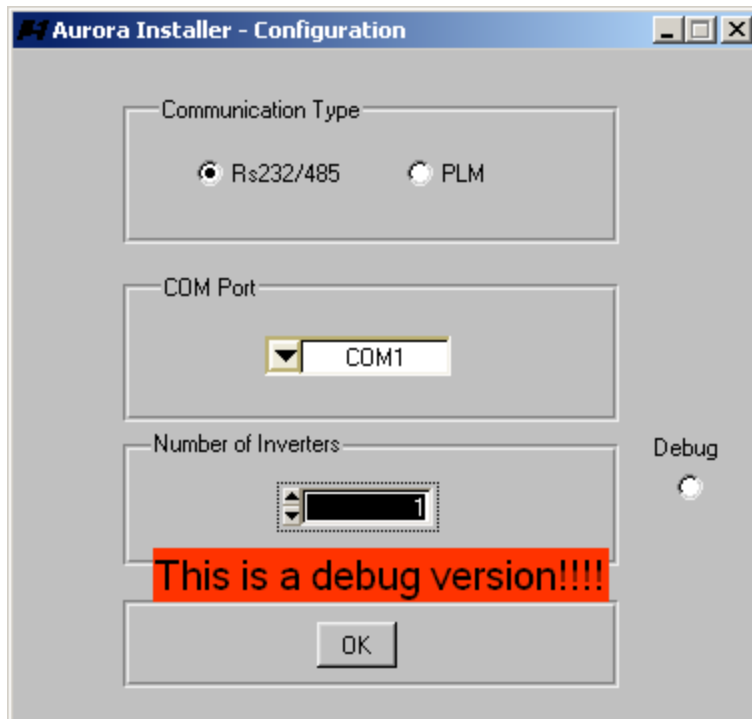 Aurora Installer - Configuration
Communication Type
Rs232/485 PLM
COM Port
COM1
Number of Inverters
Debug
1
This is a debug version!!!!
OK